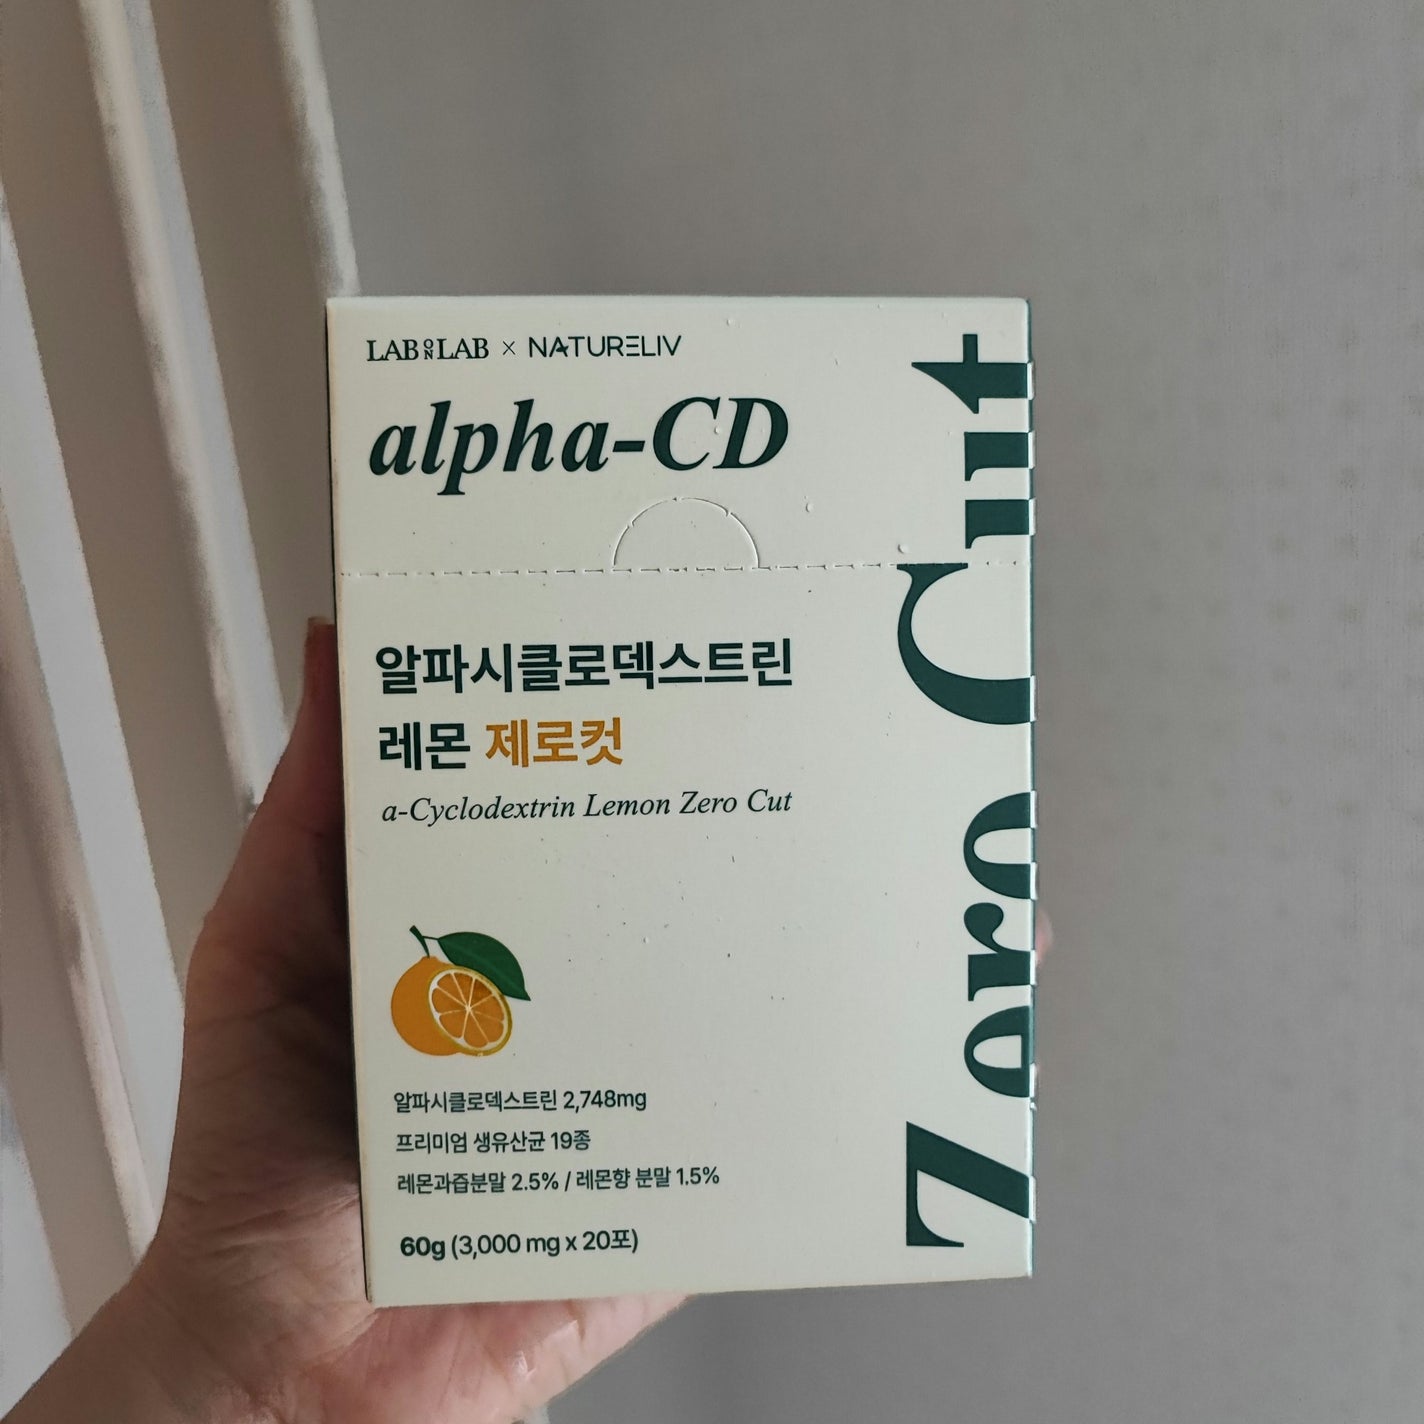 LAB ON LAB × NATURELIV
alpha-CD
알파시클로덱스트린
레몬 제로컷
a-Cyclodextrin Lemon Zero Cut
알파시클로덱스트린 2,748mg
프리미엄 생유산균 19종
레몬과즙분말 2.5% / 레몬향 분말 1.5%
60g (3,000 mg x 20포)
Zero Cut